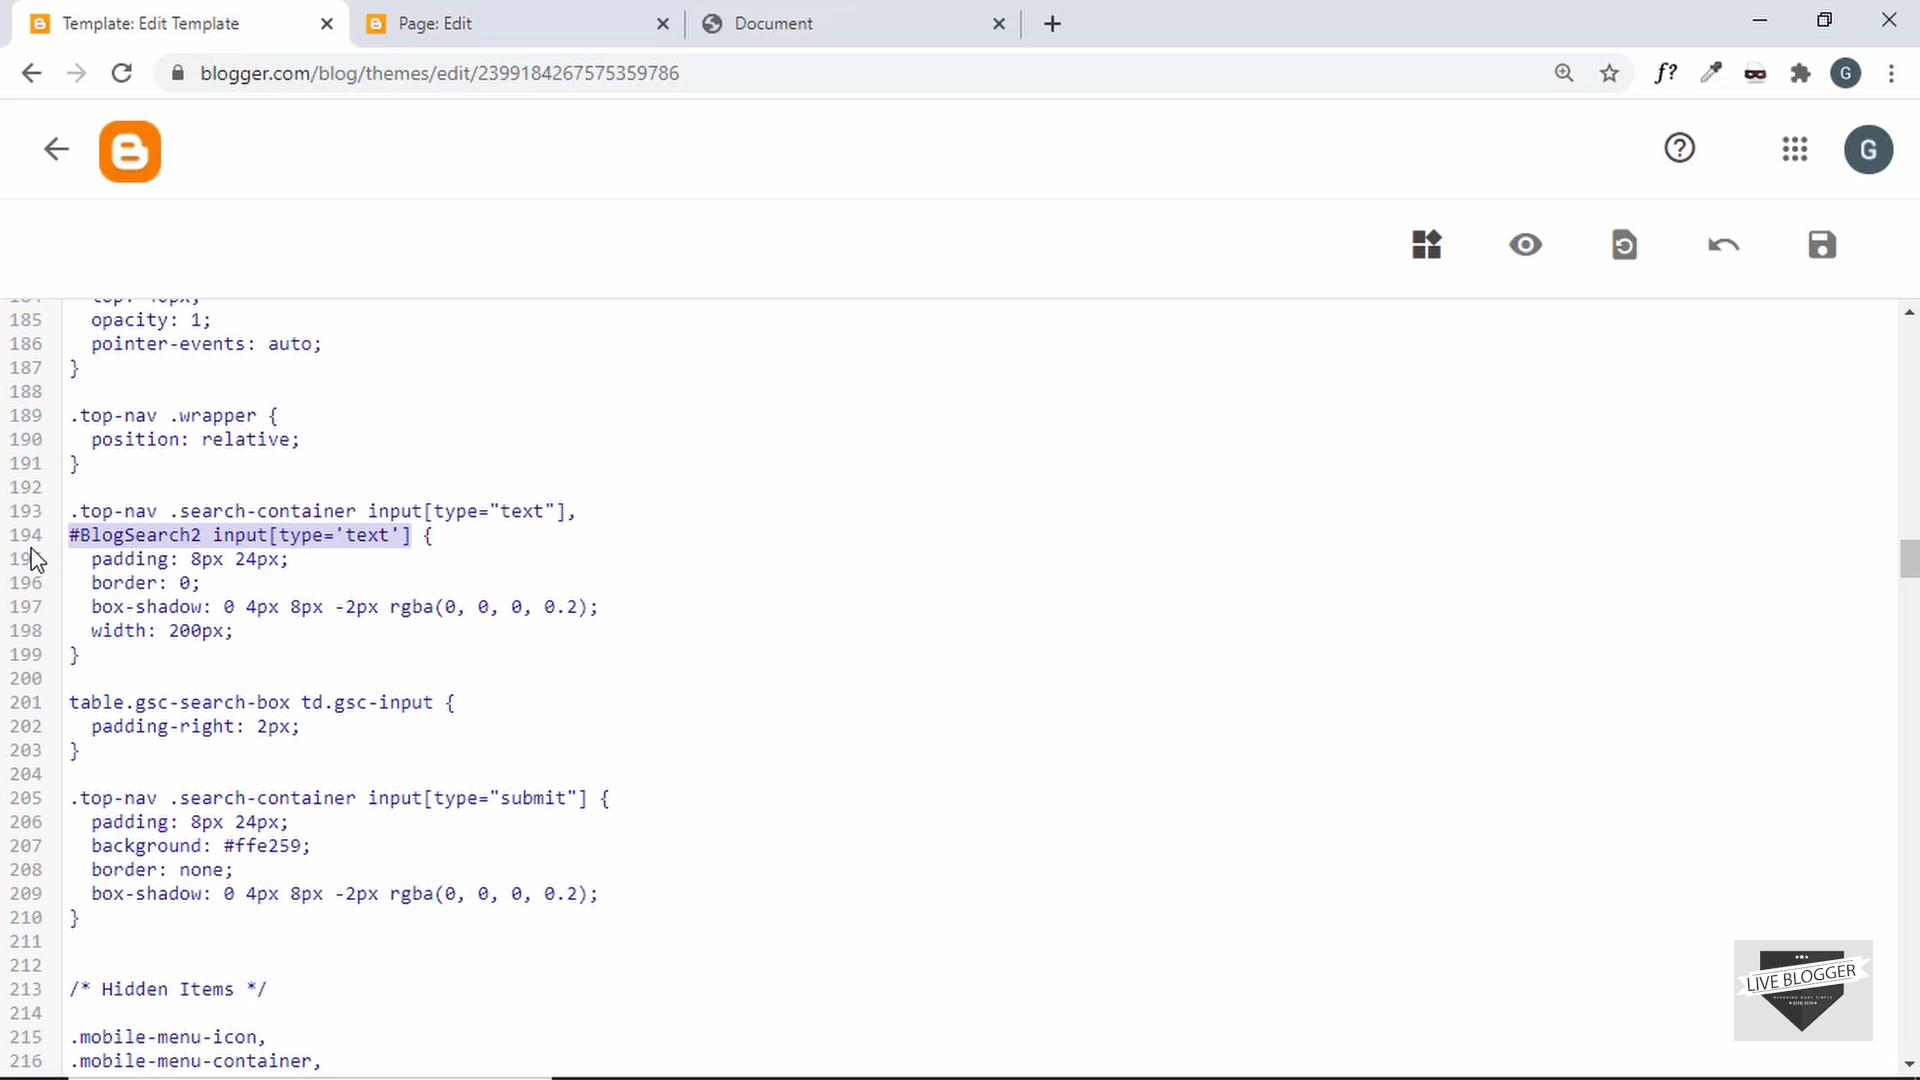 Template: Edit Template
Page: Edit
Document
blogger.com/blog/themes/edit/2399184267575359786
f?
G
G
185 opacity: 1;
186 pointer-events: auto;
187 }
188
189 .top-nav .wrapper {
190 position: relative;
191 }
192
193 .top-nav .search-container input[type="text"],
194 #BlogSearch2 input[type='text'] {
padding: 8px 24px;
196 border: 0;
197 box-shadow: 0 4px 8px -2px rgba(0, 0, 0, 0.2);
198 width: 200px;
199 }
200
201 table.gsc-search-box td.gsc-input {
202 padding-right: 2px;
203 }
204
205 .top-nav .search-container input[type="submit"] {
206 padding: 8px 24px;
207 background: #ffe259;
208 border: none;
209 box-shadow: 0 4px 8px -2px rgba(0, 0, 0, 0.2);
210 }
211
212
213 /* Hidden Items */
214
215 .mobile-menu-icon,
216 .mobile-menu-container,
LIVE BLOGGER